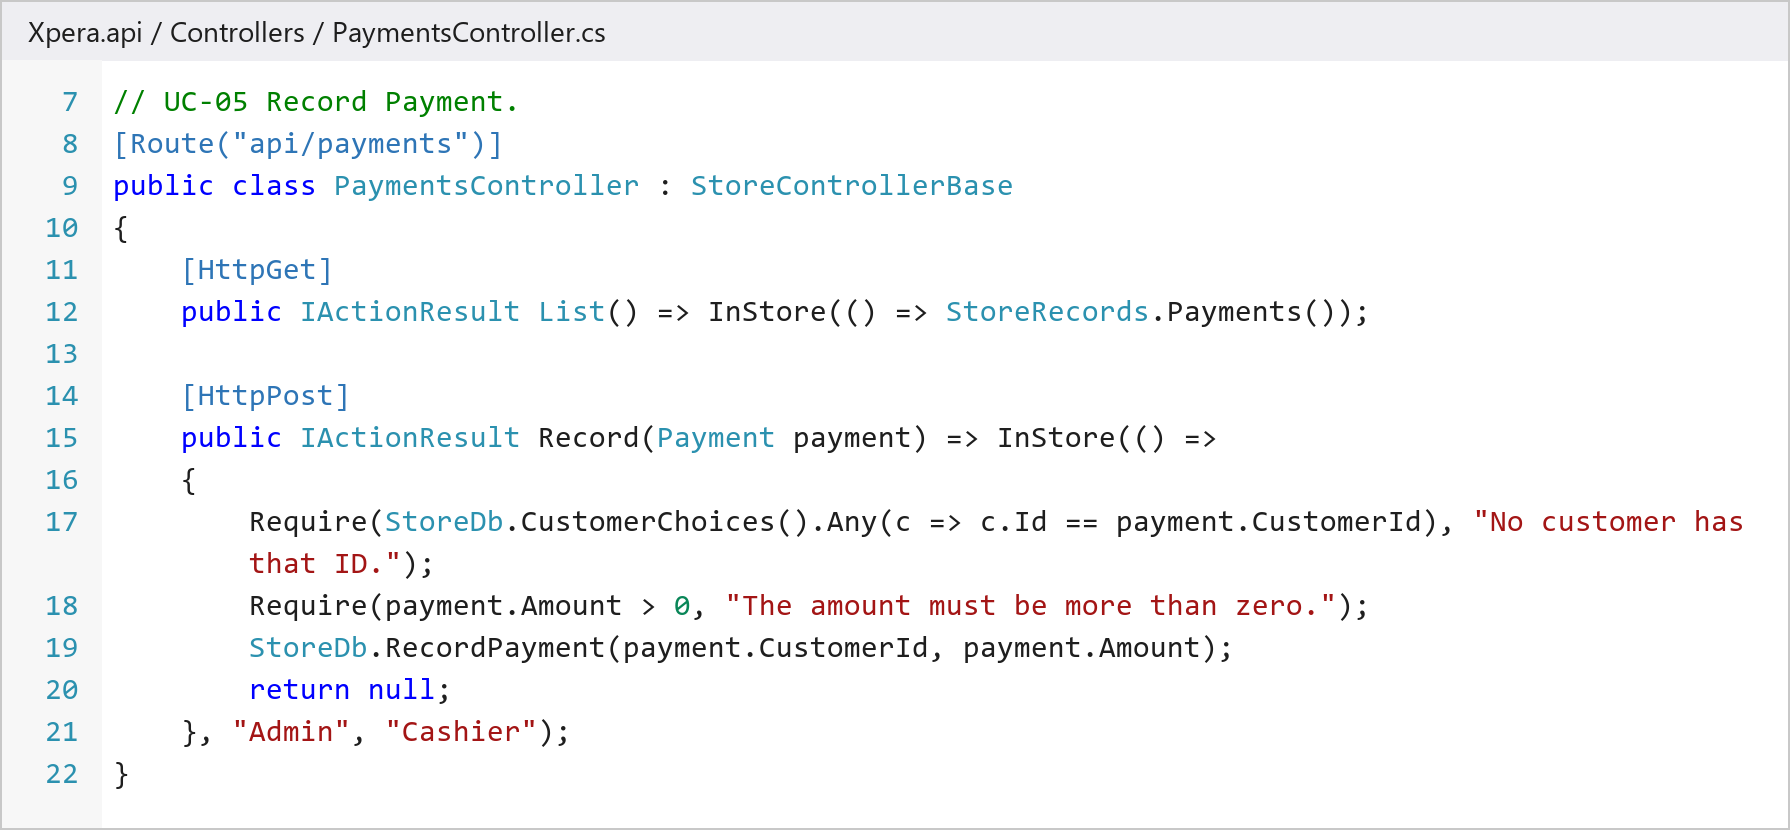 Xpera.api / Controllers / PaymentsController.cs
7 // UC-05 Record Payment.
8 [Route("api/payments")]
9 public class PaymentsController : StoreControllerBase
10 {
11     [HttpGet]
12     public IActionResult List() => InStore(() => StoreRecords.Payments());
13
14     [HttpPost]
15     public IActionResult Record(Payment payment) => InStore(() =>
16     {
17         Require(StoreDb.CustomerChoices().Any(c => c.Id == payment.CustomerId), "No customer has
        that ID.");
18         Require(payment.Amount > 0, "The amount must be more than zero.");
19         StoreDb.RecordPayment(payment.CustomerId, payment.Amount);
20         return null;
21     }, "Admin", "Cashier");
22 }